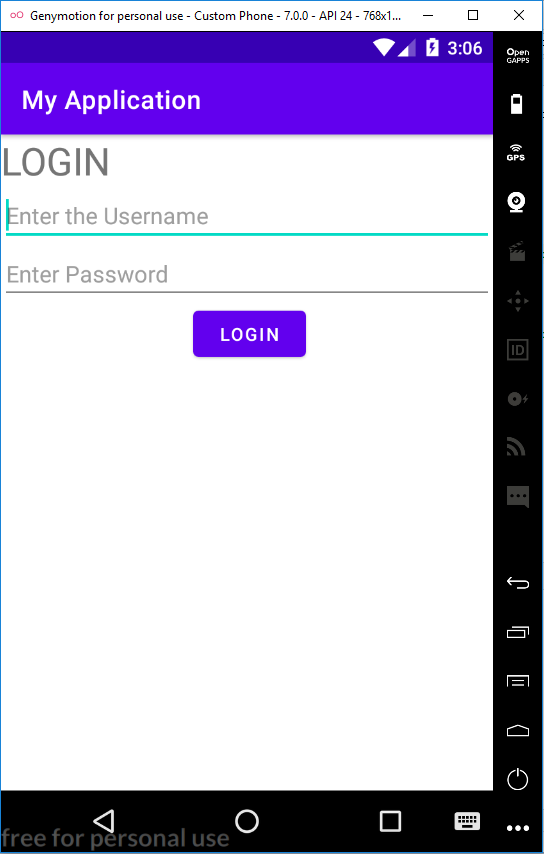 Genymotion for personal use - Custom Phone - 7.0.0 - API 24 - 768x1...
3:06
Open
GAPPS
My Application
GPS
LOGIN
Enter the Username
Enter Password
LOGIN
ID
free for personal use